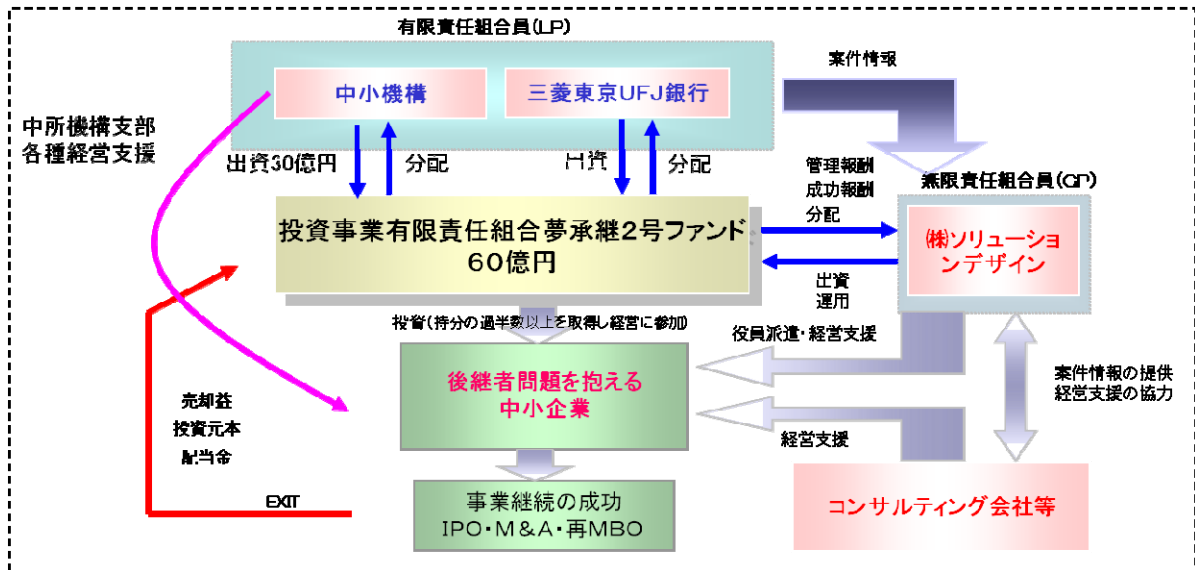 有限責任組合員(LP)
案件情報
中小機構
三菱東京UFJ銀行
中所機構支部
各種経営支援
出資30億円
分配
出資
分配
管理報酬
成功報酬
分配
無限責任組合員(GP)
投資事業有限責任組合夢承継2号ファンド
60億円
㈱ソリューショ
ンデザイン
出資
運用
投資(持分の過半数以上を取得し経営に参加)
役員派遣・経営支援
後継者問題を抱える
中小企業
案件情報の提供
経営支援の協力
売却益
投資元本
配当金
経営支援
EXIT
事業継続の成功
IPO・M&A・再MBO
コンサルティング会社等